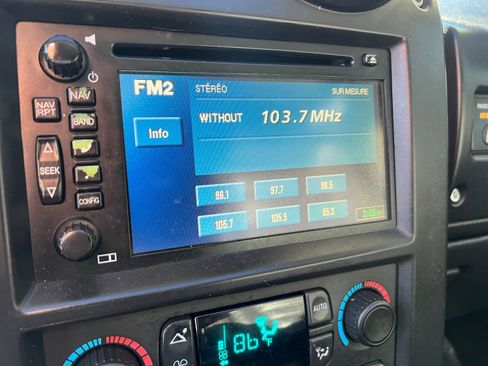 FM2 STÉRÉO SUR MESURE
WITHOUT 103.7 MHz
Info
98.1 97.7 98.5
105.7 105.5 95.3
NAV
NAV RPT
BAND
SEEK
CONFIG
AUTO
86°F